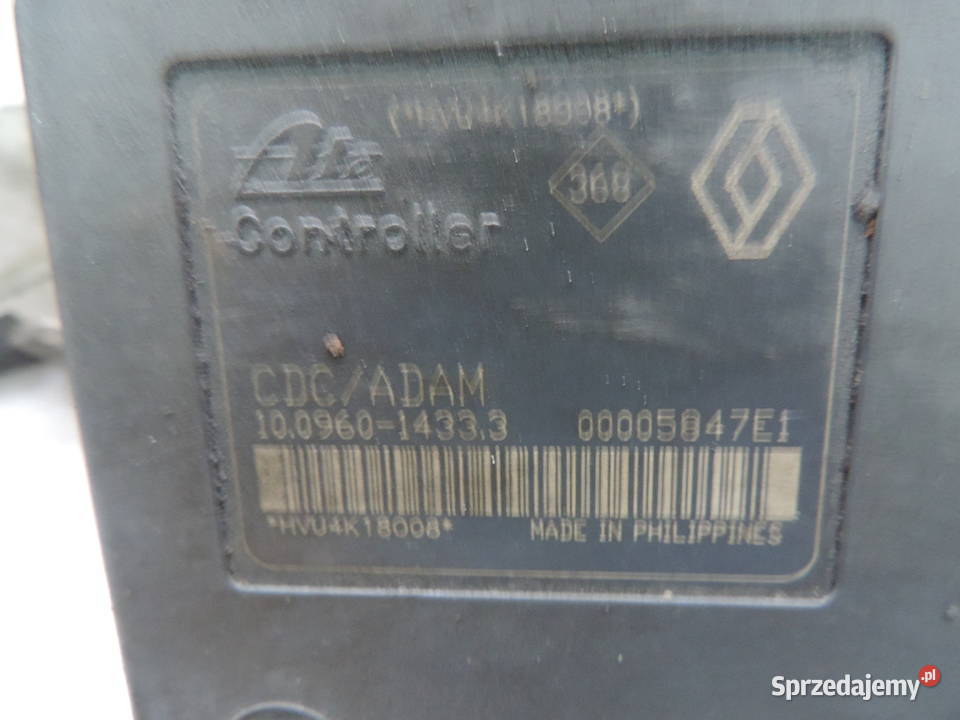 (*HVU4K18008*)
Ate
368
Controller
CDC/ADAM
10.0960-1433.3 00005847E1
*HVU4K18008* MADE IN PHILIPPINES
Sprzedajemy.pl